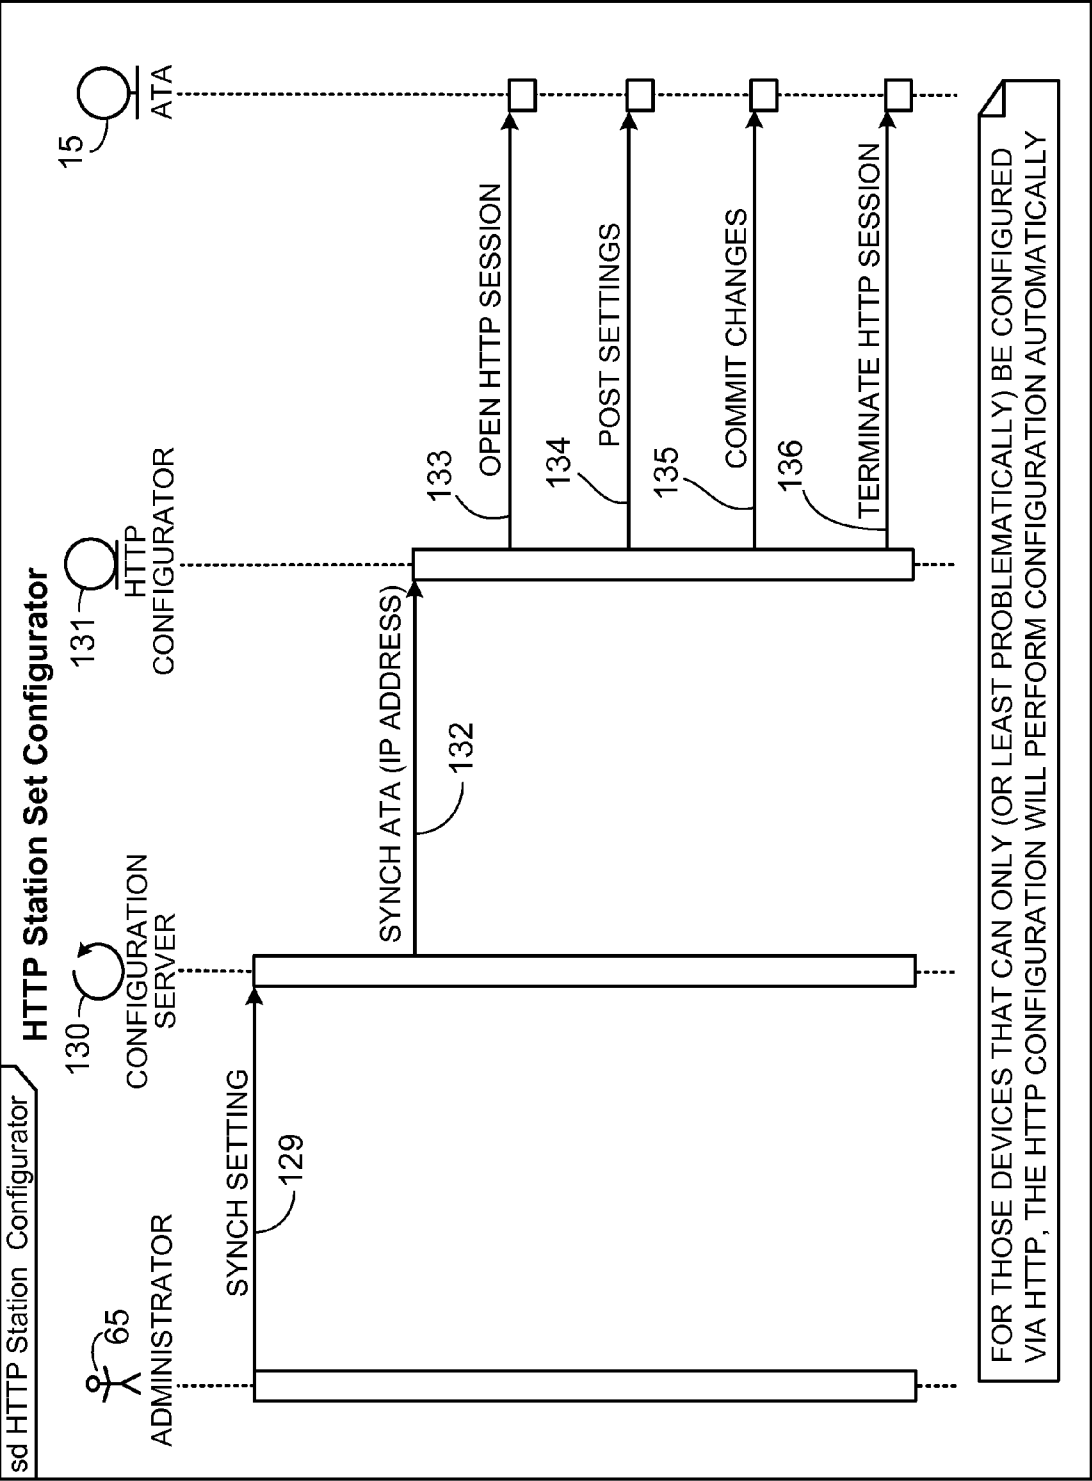 sd HTTP Station Configurator
HTTP Station Set Configurator
65
ADMINISTRATOR
130
CONFIGURATION
SERVER
131
HTTP
CONFIGURATOR
15
ATA
SYNCH SETTING
129
SYNCH ATA (IP ADDRESS)
132
133
OPEN HTTP SESSION
134
POST SETTINGS
135
COMMIT CHANGES
136
TERMINATE HTTP SESSION
FOR THOSE DEVICES THAT CAN ONLY (OR LEAST PROBLEMATICALLY) BE CONFIGURED
VIA HTTP, THE HTTP CONFIGURATION WILL PERFORM CONFIGURATION AUTOMATICALLY